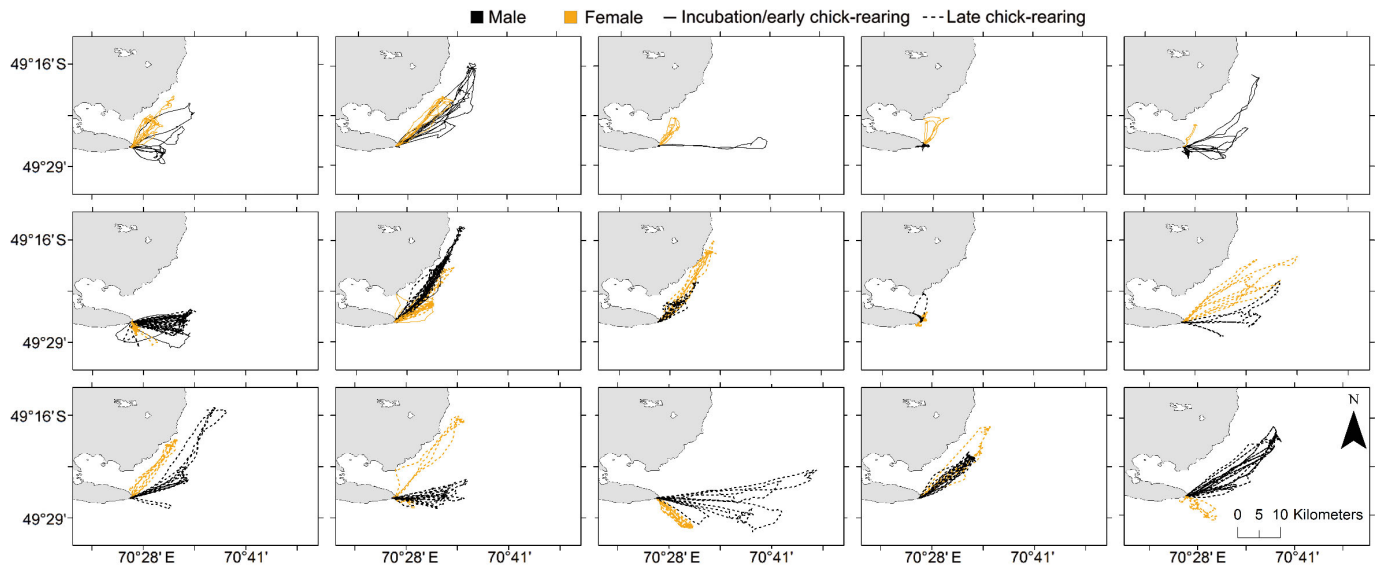 Male Female Incubation/early chick-rearing Late chick-rearing
49°16′S
49°29′
49°16′S
49°29′
49°16′S
N
0 5 10 Kilometers
49°29′
70°28′E 70°41′ 70°28′E 70°41′ 70°28′E 70°41′ 70°28′E 70°41′ 70°28′E 70°41′